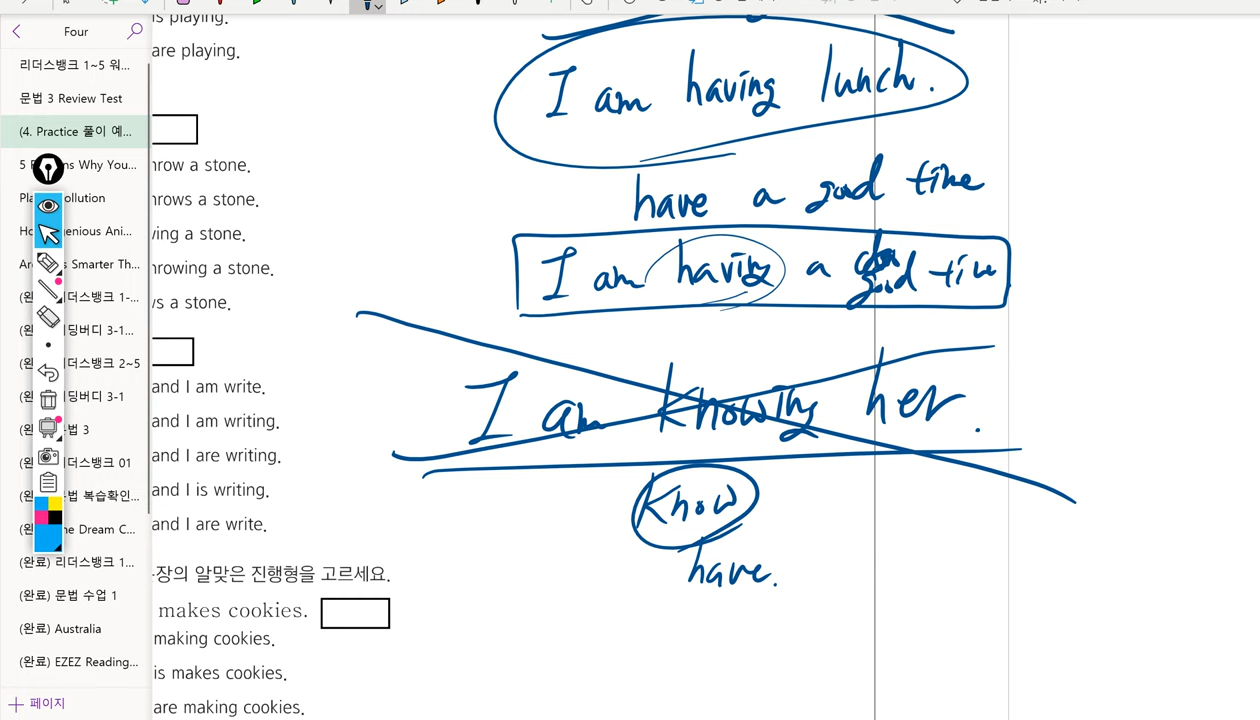 Four
리더스뱅크 1~5 워...
문법 3 Review Test
(4. Practice 풀이 예...
5
ns Why You...
Pla
ollution
Ho
enious Ani...
Ar
s Smarter Th...
(완
더스뱅크 1-...
(완
딩버디 3-1...
(완
더스뱅크 2~5
(완
딩버디 3-1
(완
법 3
(완
더스뱅크 01
(완
법 복습확인...
(완
he Dream C...
(완료) 리더스뱅크 1...
(완료) 문법 수업 1
(완료) Australia
(완료) EZEZ Reading...
페이지
is playing.
are playing.
hrow a stone.
hrows a stone.
ving a stone.
hrowing a stone.
ws a stone.
and I am write.
and I am writing.
and I are writing.
and I is writing.
and I are write.
장의 알맞은 진행형을 고르세요.
makes cookies.
making cookies.
is makes cookies.
are making cookies.
I am having lunch.
have a good time
I am having a good time
I am knowing her.
know
have.